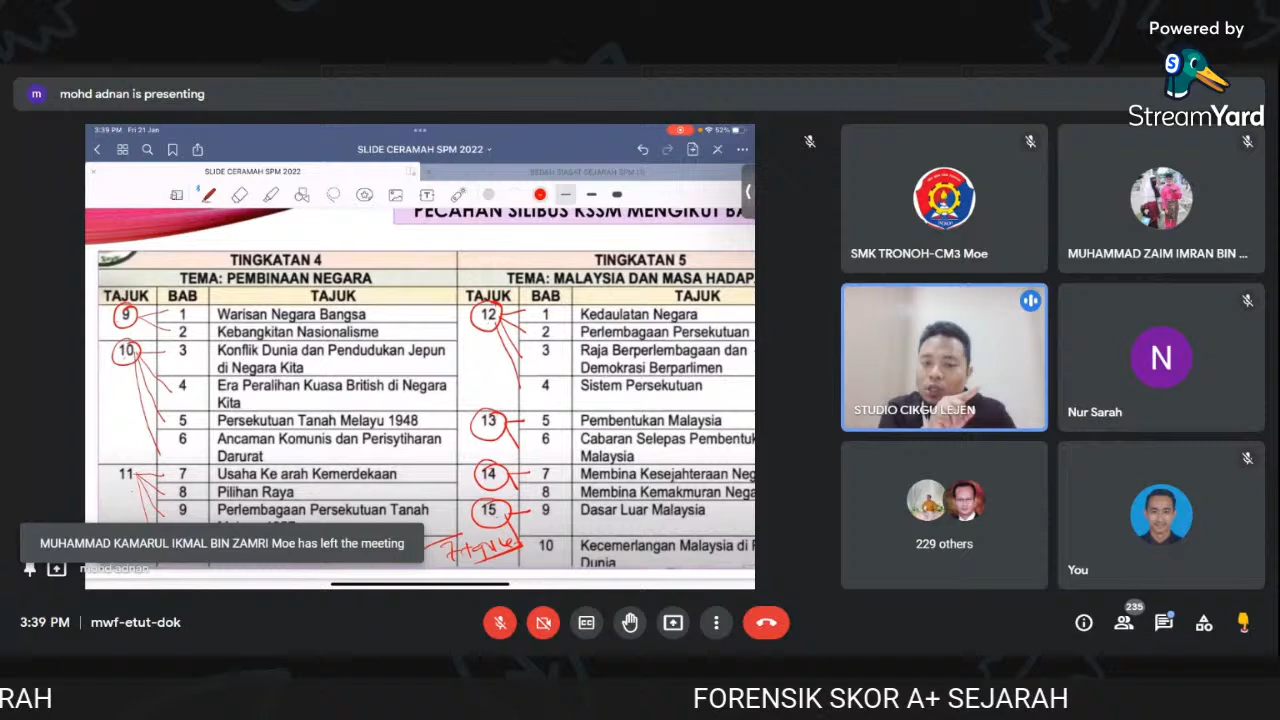 Powered by
StreamYard
mohd adnan is presenting
3:39 PM Fri 21 Jan
52%
SLIDE CERAMAH SPM 2022
SLIDE CERAMAH SPM 2022
BEDAH SIASAT SEJARAH SPM (1)
PECAHAN SILIBUS KSSM MENGIKUT BA
TINGKATAN 4 TINGKATAN 5
TEMA: PEMBINAAN NEGARA TEMA: MALAYSIA DAN MASA HADAPA
TAJUK BAB TAJUK TAJUK BAB TAJUK
9 1 Warisan Negara Bangsa 12 1 Kedaulatan Negara
2 Kebangkitan Nasionalisme 2 Perlembagaan Persekutuan
10 3 Konflik Dunia dan Pendudukan Jepun 3 Raja Berperlembagaan dan
di Negara Kita Demokrasi Berparlimen
4 Era Peralihan Kuasa British di Negara 4 Sistem Persekutuan
Kita
5 Persekutuan Tanah Melayu 1948 13 5 Pembentukan Malaysia
6 Ancaman Komunis dan Perisytiharan 6 Cabaran Selepas Pembentuk
Darurat Malaysia
11 7 Usaha Ke arah Kemerdekaan 14 7 Membina Kesejahteraan Neg
8 Pilihan Raya 8 Membina Kemakmuran Nega
9 Perlembagaan Persekutuan Tanah 15 9 Dasar Luar Malaysia
10 Kecemerlangan Malaysia di
Dunia
MUHAMMAD KAMARUL IKMAL BIN ZAMRI Moe has left the meeting
mohd adnan
SMK TRONOH-CM3 Moe
MUHAMMAD ZAIM IMRAN BIN ...
STUDIO CIKGU LEJEN
N
Nur Sarah
229 others
You
3:39 PM | mwf-etut-dok
235
RAH FORENSIK SKOR A+ SEJARAH